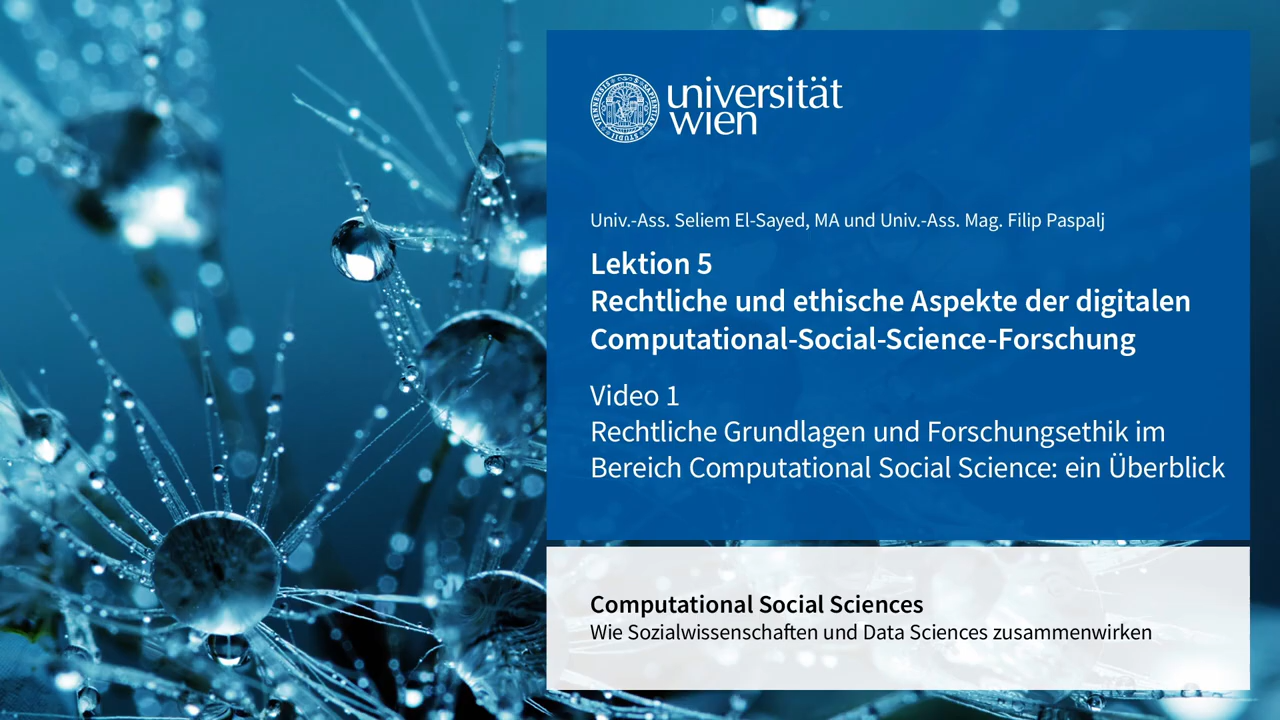 universität
wien
Univ.-Ass. Seliem El-Sayed, MA und Univ.-Ass. Mag. Filip Paspalj
Lektion 5
Rechtliche und ethische Aspekte der digitalen
Computational-Social-Science-Forschung
Video 1
Rechtliche Grundlagen und Forschungsethik im
Bereich Computational Social Science: ein Überblick
Computational Social Sciences
Wie Sozialwissenschaften und Data Sciences zusammenwirken